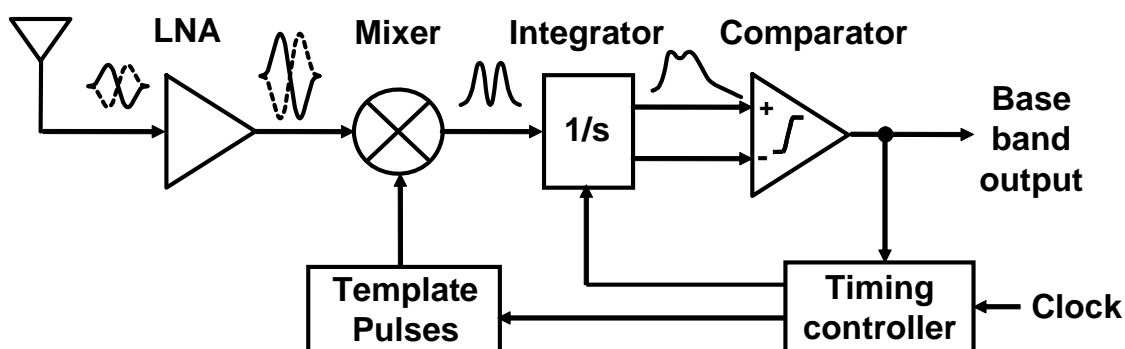 LNA
Mixer
Integrator
Comparator
1/s
+
-
Base
band
output
Template
Pulses
Timing
controller
Clock